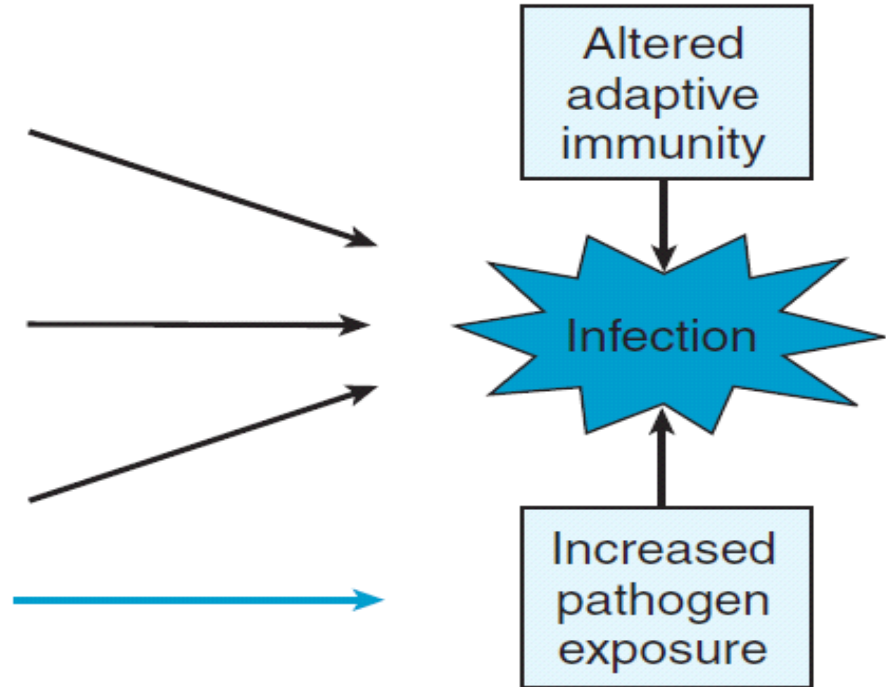 Altered
adaptive
immunity
Infection
Increased
pathogen
exposure